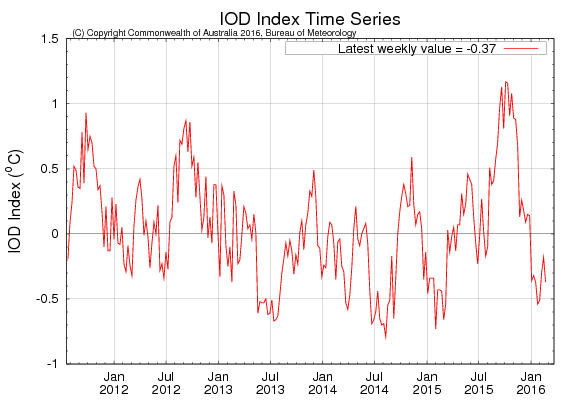 IOD Index Time Series
(C) Copyright Commonwealth of Australia 2016, Bureau of Meteorology
Latest weekly value = -0.37
IOD Index (⁰C)
1.5
1
0.5
0
-0.5
-1
Jan 2012
Jul 2012
Jan 2013
Jul 2013
Jan 2014
Jul 2014
Jan 2015
Jul 2015
Jan 2016